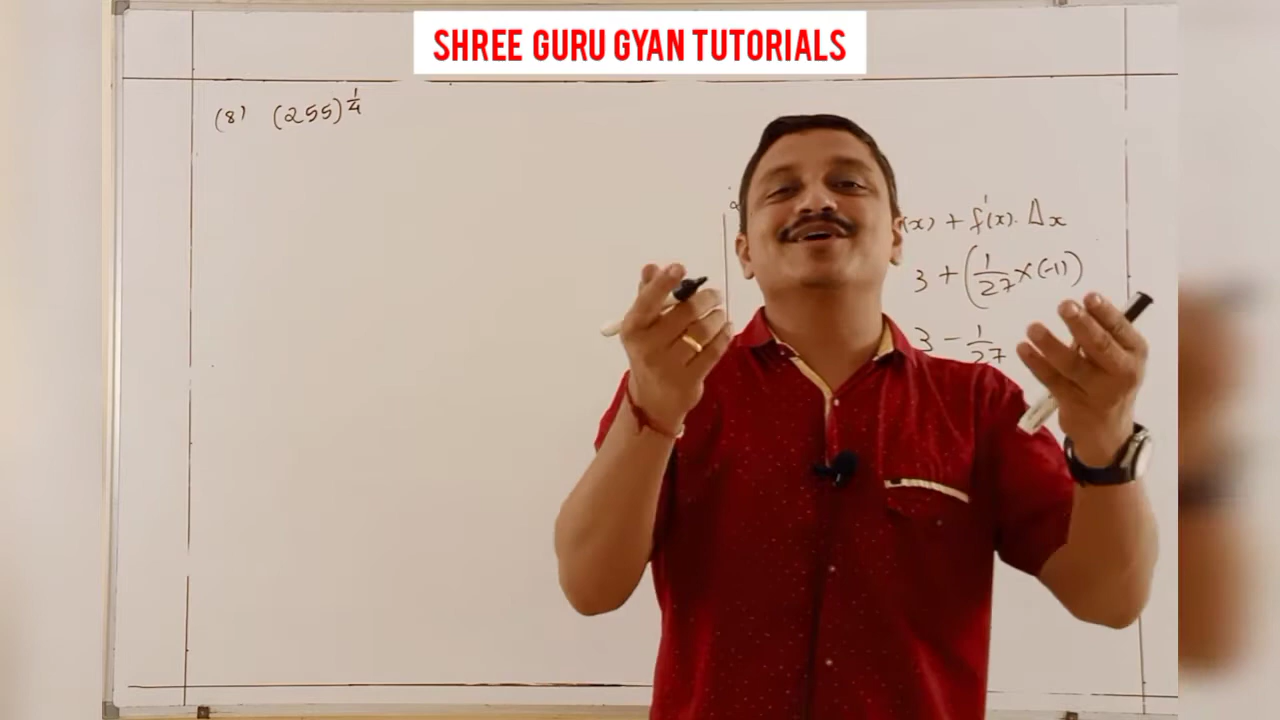 SHREE GURU GYAN TUTORIALS
(8) (255)^{1/4}
(x) + f'(x). Δx
3 + (1/27 × (-1))
3 - 1/27